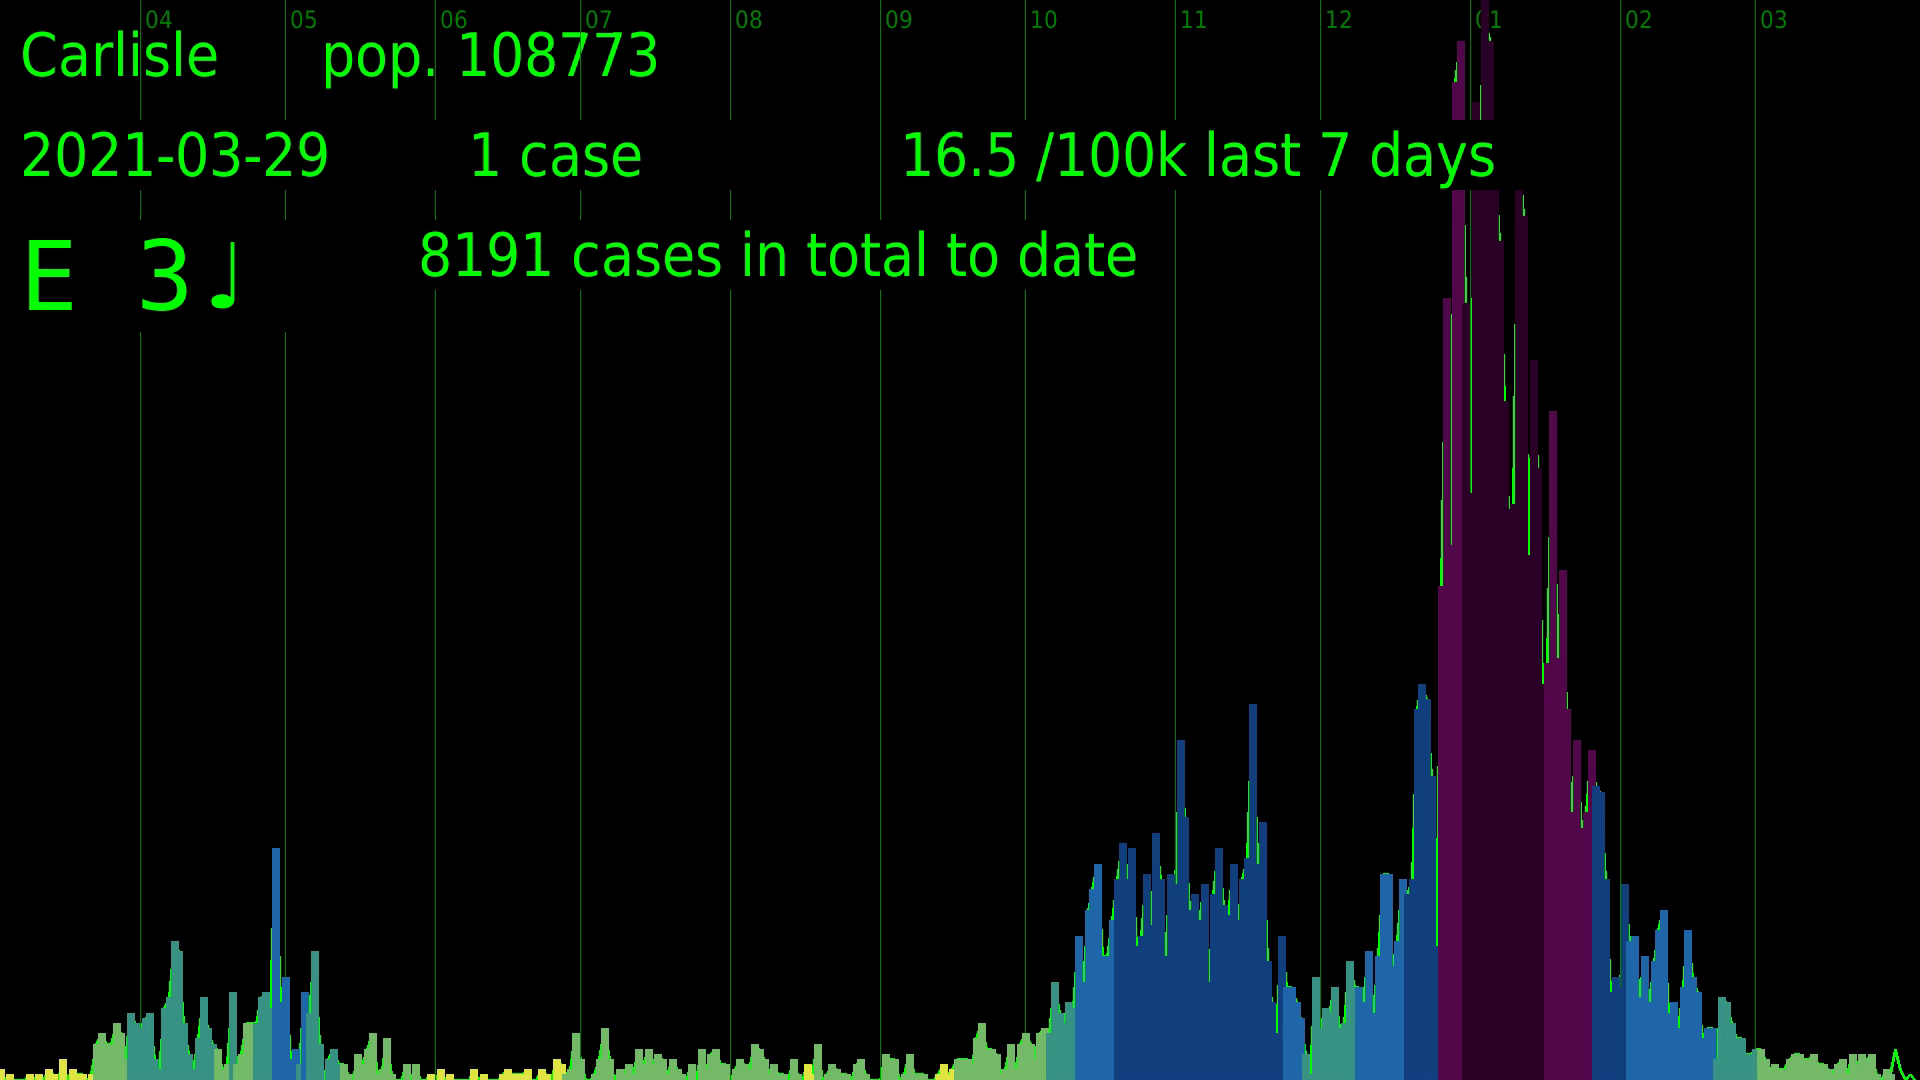 04 05 06 07 08 09 10 11 12 01 02 03
Carlisle pop. 108773
2021-03-29 1 case 16.5 /100k last 7 days
E 3♩ 8191 cases in total to date